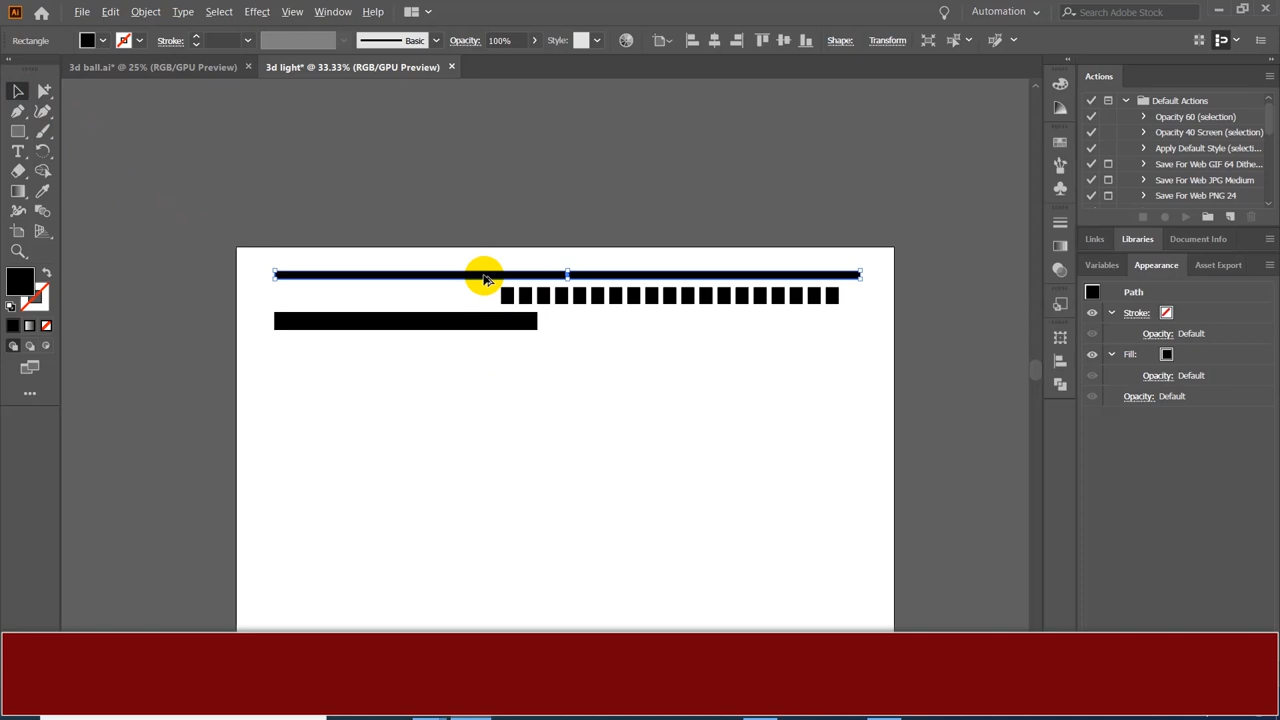 Ai File Edit Object Type Select Effect View Window Help Automation Search Adobe Stock
Rectangle Stroke: Basic Opacity: 100% Style: Shape: Transform
3d ball.ai* @ 25% (RGB/GPU Preview) × 3d light* @ 33.33% (RGB/GPU Preview) ×
Actions
Default Actions
Opacity 60 (selection)
Opacity 40 Screen (selection)
Apply Default Style (selecti...
Save For Web GIF 64 Dithe...
Save For Web JPG Medium
Save For Web PNG 24
Links Libraries Document Info
Variables Appearance Asset Export
Path
Stroke:
Opacity: Default
Fill:
Opacity: Default
Opacity: Default